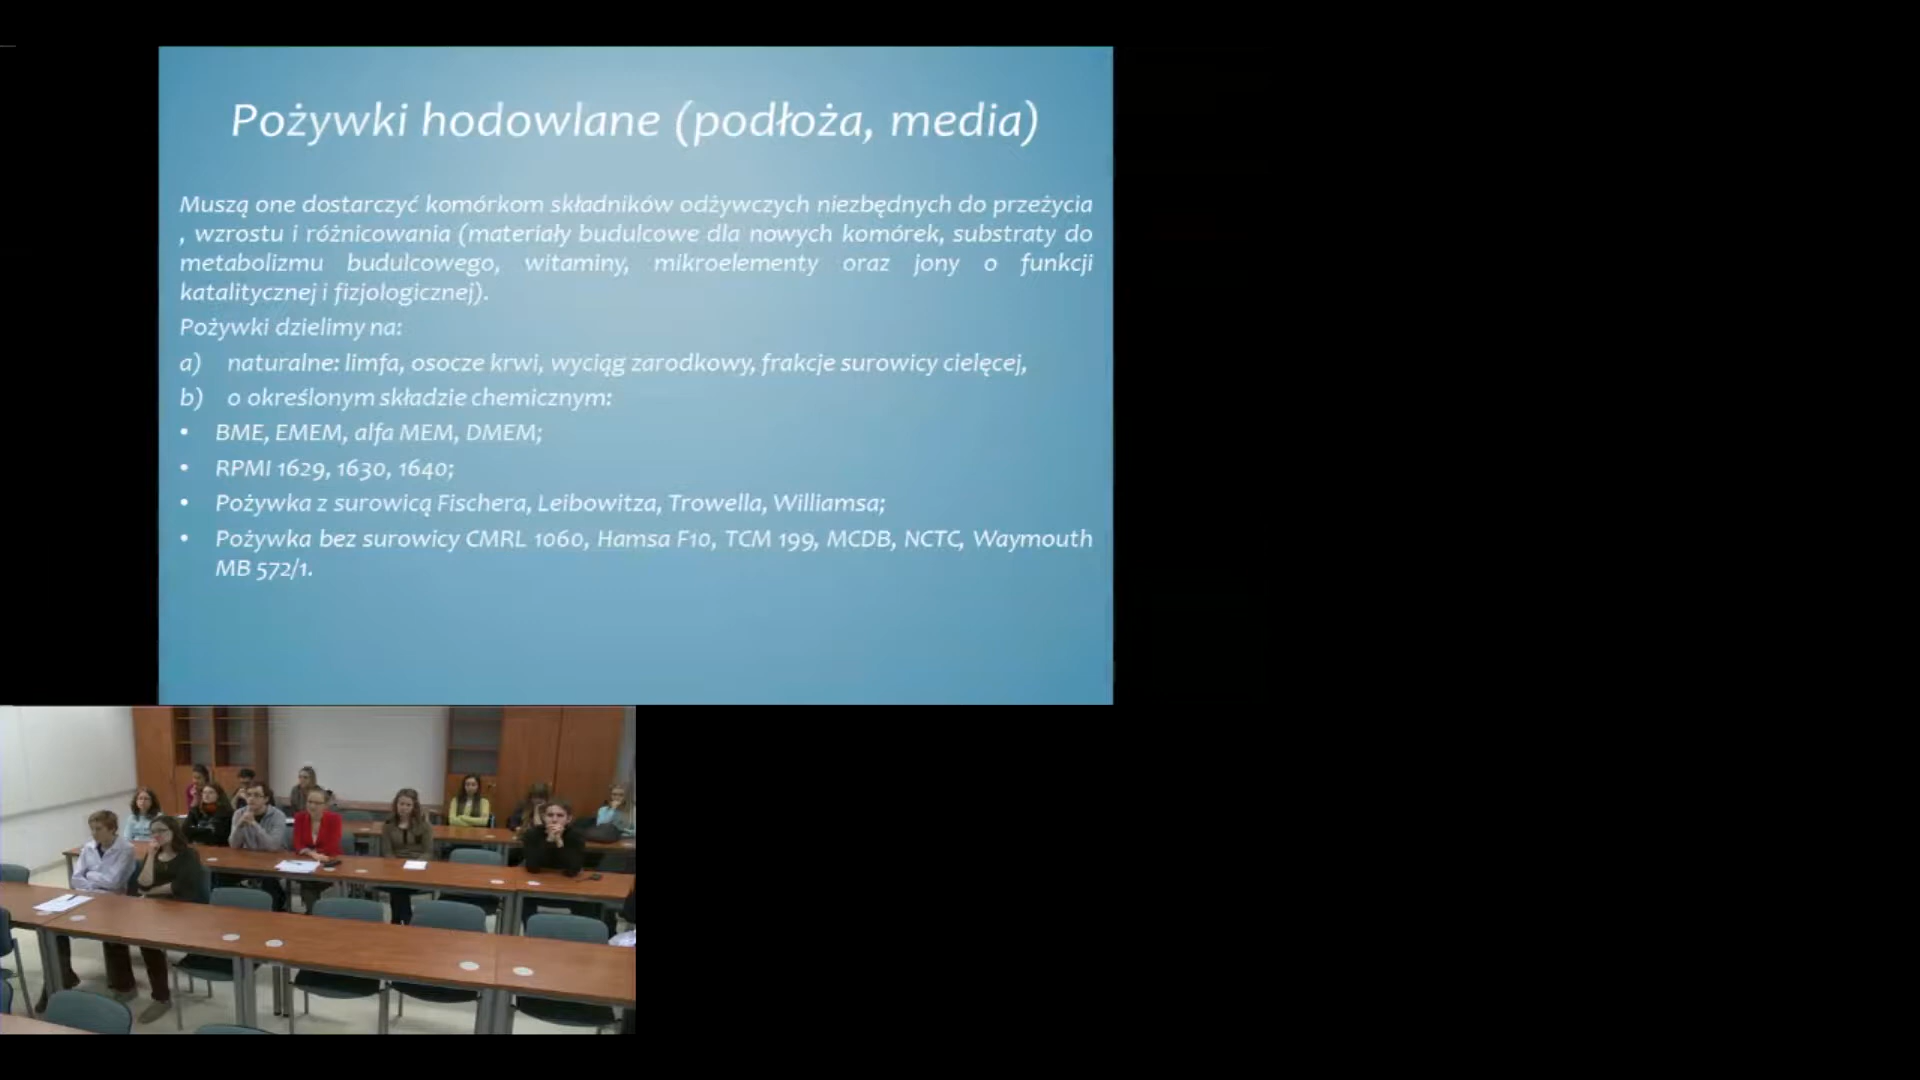 Pożywki hodowlane (podłoża, media)
Muszą one dostarczyć komórkom składników odżywczych niezbędnych do przeżycia
, wzrostu i różnicowania (materiały budulcowe dla nowych komórek, substraty do
metabolizmu budulcowego, witaminy, mikroelementy oraz jony o funkcji
katalitycznej i fizjologicznej).
Pożywki dzielimy na:
a) naturalne: limfa, osocze krwi, wyciąg zarodkowy, frakcje surowicy cielęcej,
b) o określonym składzie chemicznym:
• BME, EMEM, alfa MEM, DMEM;
• RPMI 1629, 1630, 1640;
• Pożywka z surowicą Fischera, Leibowitza, Trowella, Williamsa;
• Pożywka bez surowicy CMRL 1060, Hamsa F10, TCM 199, MCDB, NCTC, Waymouth
MB 572/1.